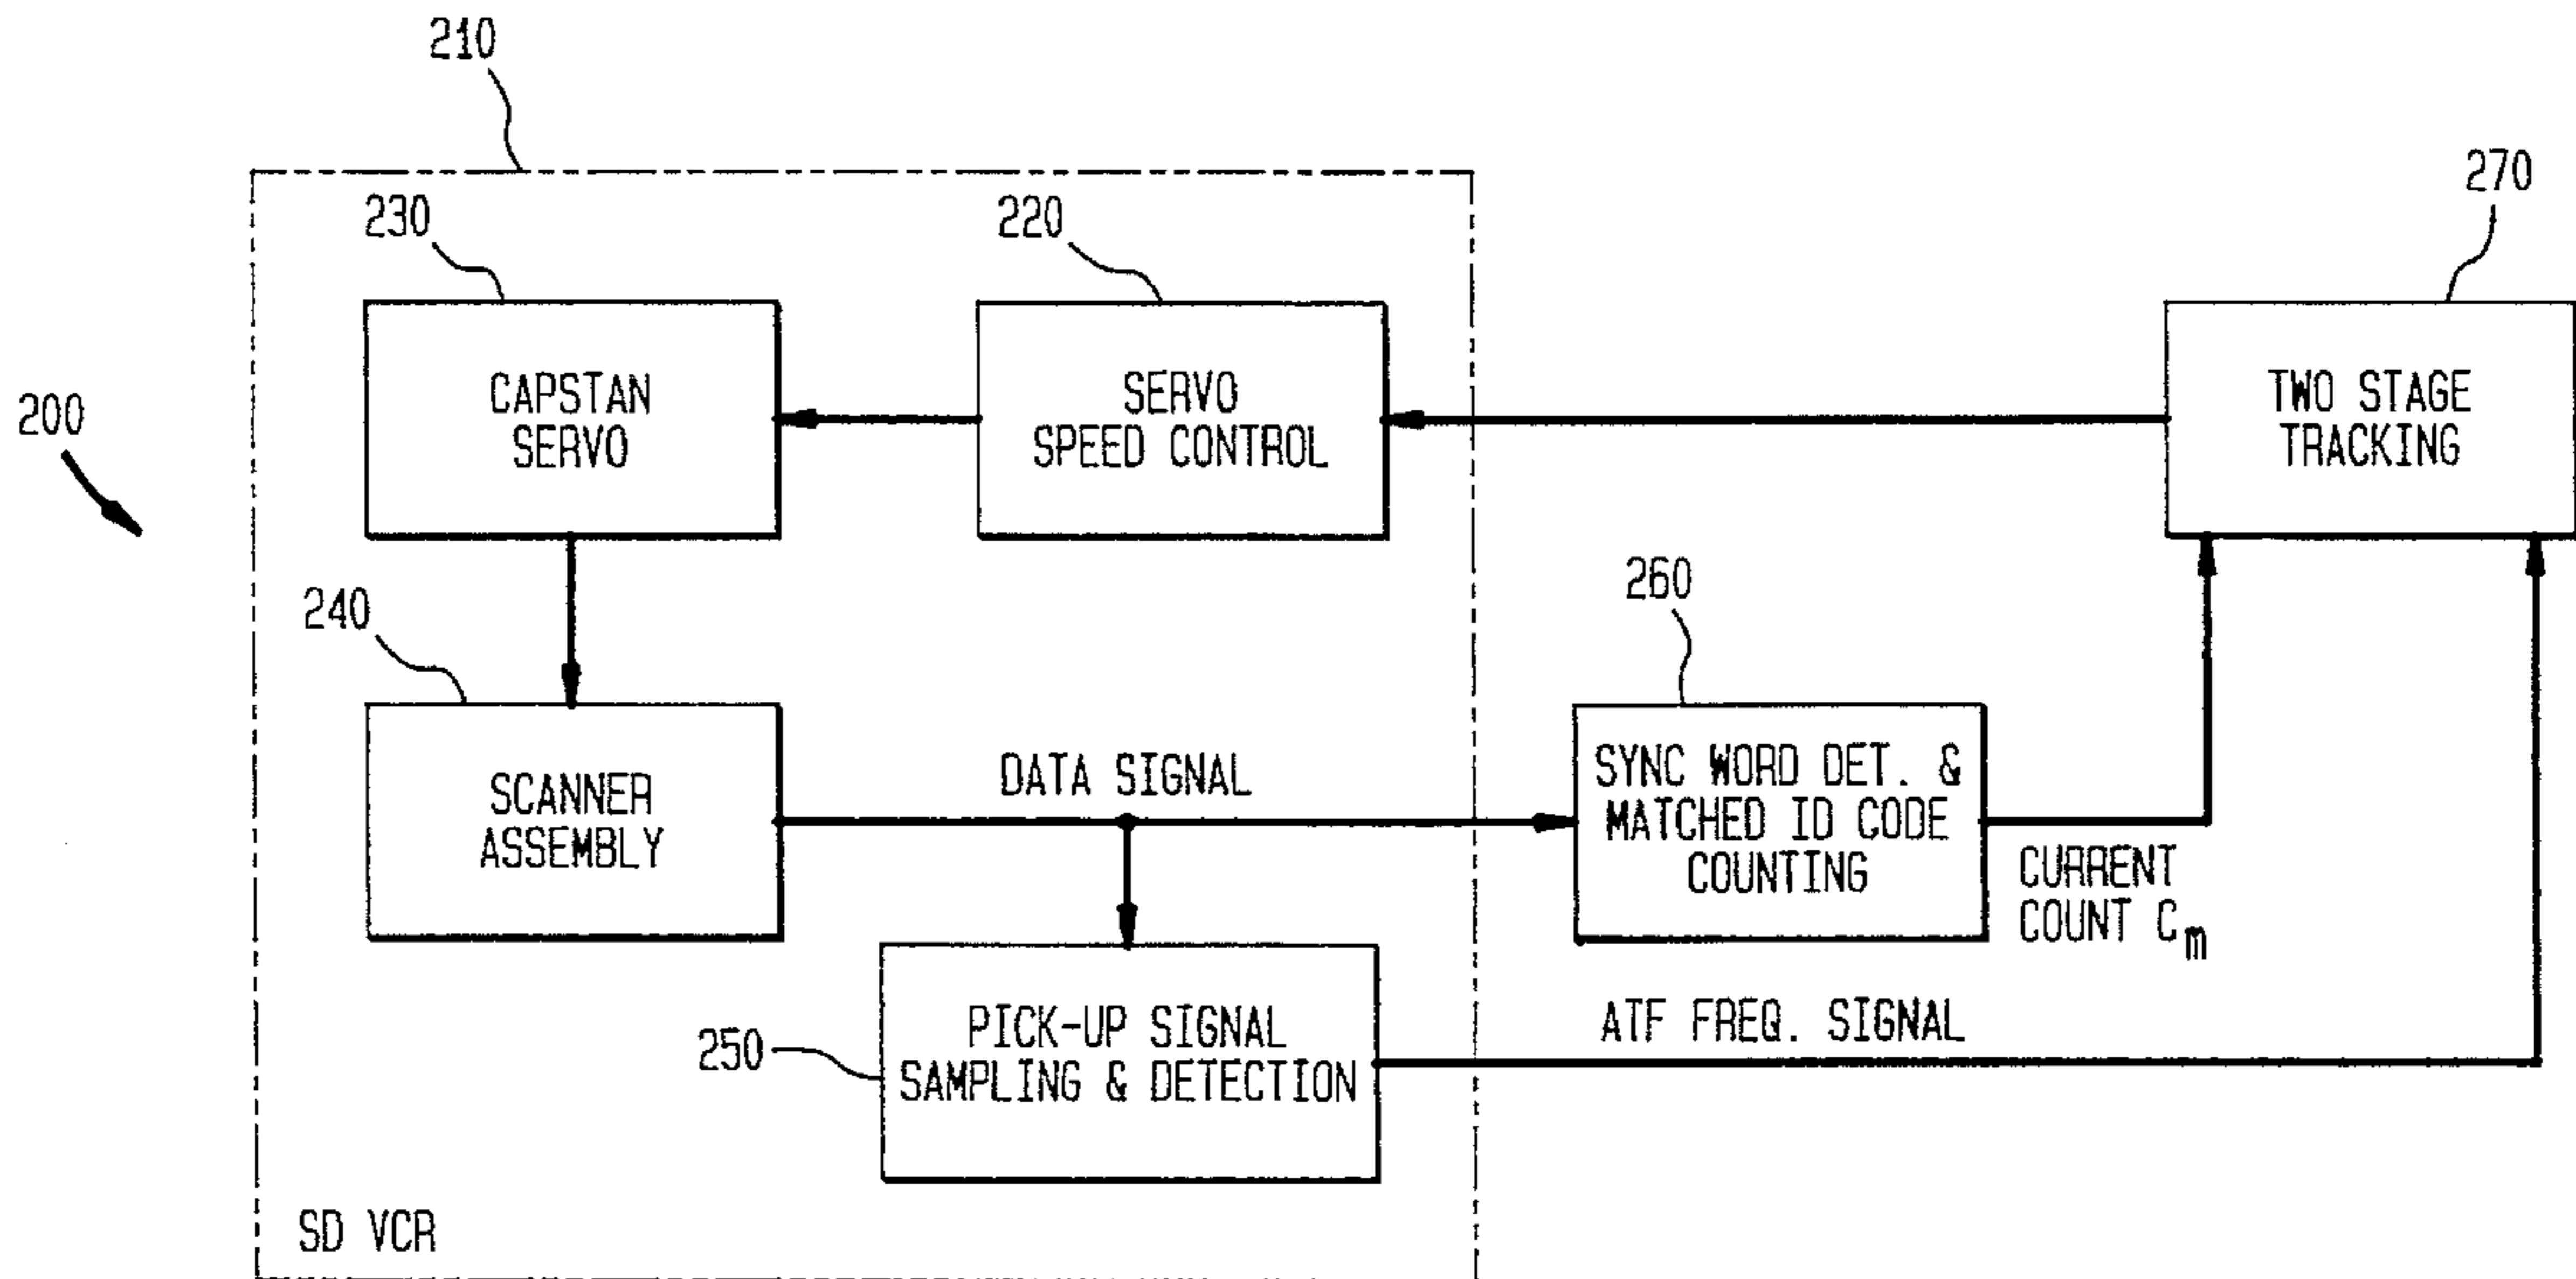 210
270
230
220
CAPSTAN
SERVO
SERVO
SPEED CONTROL
TWO STAGE
TRACKING
200
260
240
SCANNER
ASSEMBLY
DATA SIGNAL
SYNC WORD DET. &
MATCHED ID CODE
COUNTING
CURRENT
COUNT Cm
250
PICK-UP SIGNAL
SAMPLING & DETECTION
ATF FREQ. SIGNAL
SD VCR